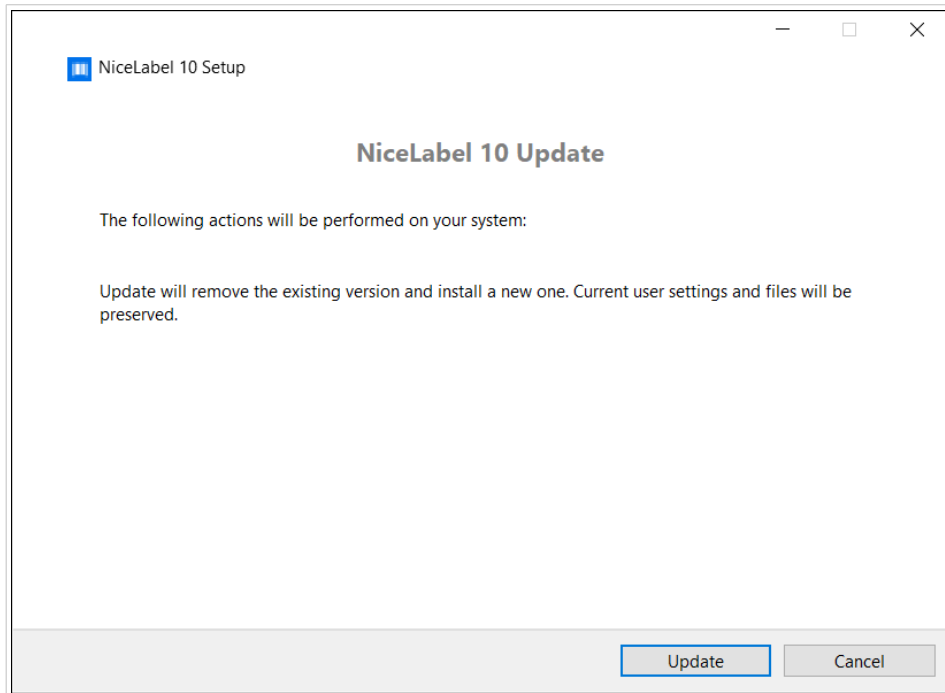 NiceLabel 10 Setup
NiceLabel 10 Update
The following actions will be performed on your system:
Update will remove the existing version and install a new one. Current user settings and files will be
preserved.
Update
Cancel